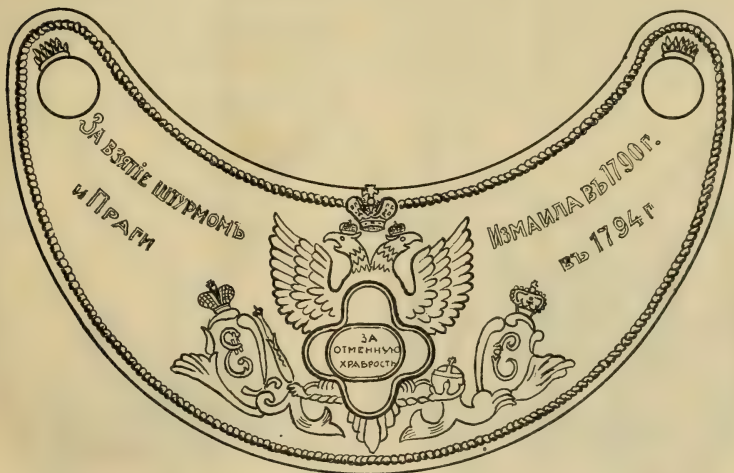 За взятіе штурмомъ
Измаила въ 1790 г.
и Праги
въ 1794 г
ЗА
ОТМЕННУЮ
ХРАБРОСТЬ